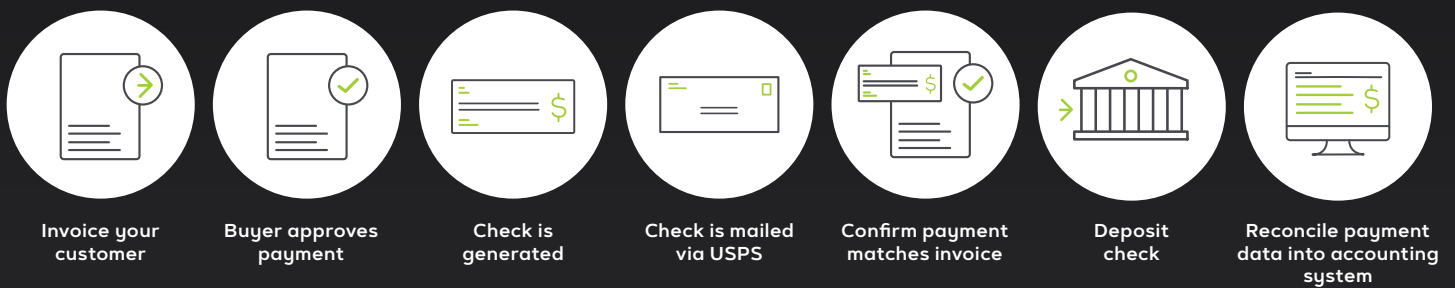 Invoice your
customer
Buyer approves
payment
Check is
generated
Check is mailed
via USPS
Confirm payment
matches invoice
Deposit
check
Reconcile payment
data into accounting
system
$
$
$